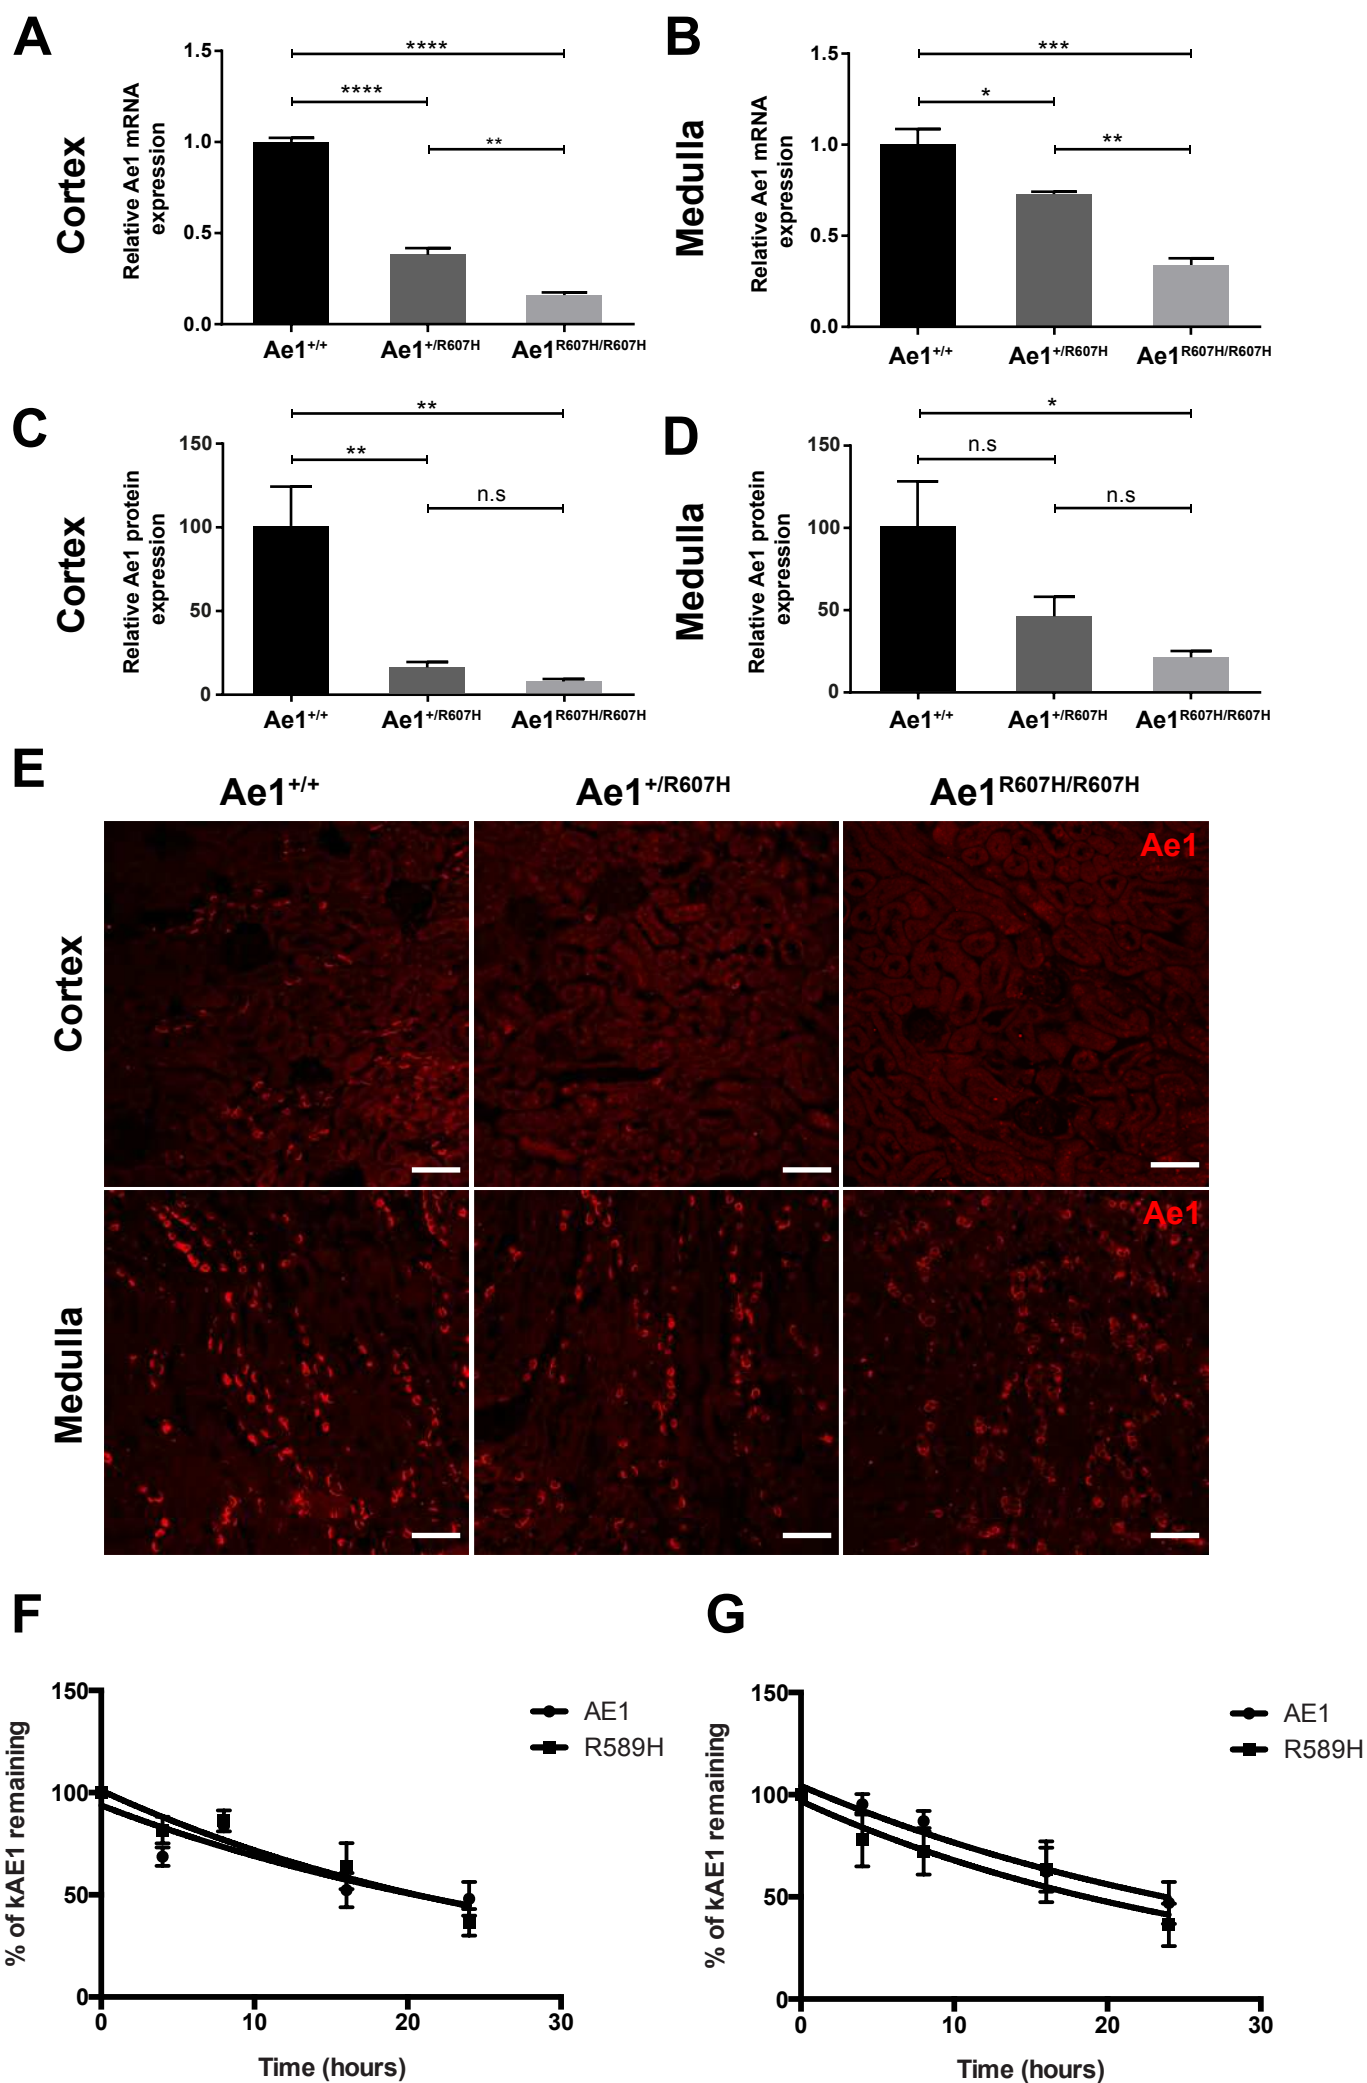 A
Cortex
Relative Ae1 mRNA
expression
1.5
1.0
0.5
0.0
****
****
**
Ae1+/+
Ae1+/R607H
Ae1R607H/R607H
B
Medulla
Relative Ae1 mRNA
expression
1.5
1.0
0.5
0.0
***
*
**
Ae1+/+
Ae1+/R607H
Ae1R607H/R607H
C
Cortex
Relative Ae1 protein
expression
150
100
50
0
**
**
n.s
Ae1+/+
Ae1+/R607H
Ae1R607H/R607H
D
Medulla
Relative Ae1 protein
expression
150
100
50
0
*
n.s
n.s
Ae1+/+
Ae1+/R607H
Ae1R607H/R607H
E
Ae1+/+
Ae1+/R607H
Ae1R607H/R607H
Cortex
Ae1
Medulla
Ae1
F
% of kAE1 remaining
150
100
50
0
0
10
20
30
Time (hours)
AE1
R589H
G
% of kAE1 remaining
150
100
50
0
0
10
20
30
Time (hours)
AE1
R589H